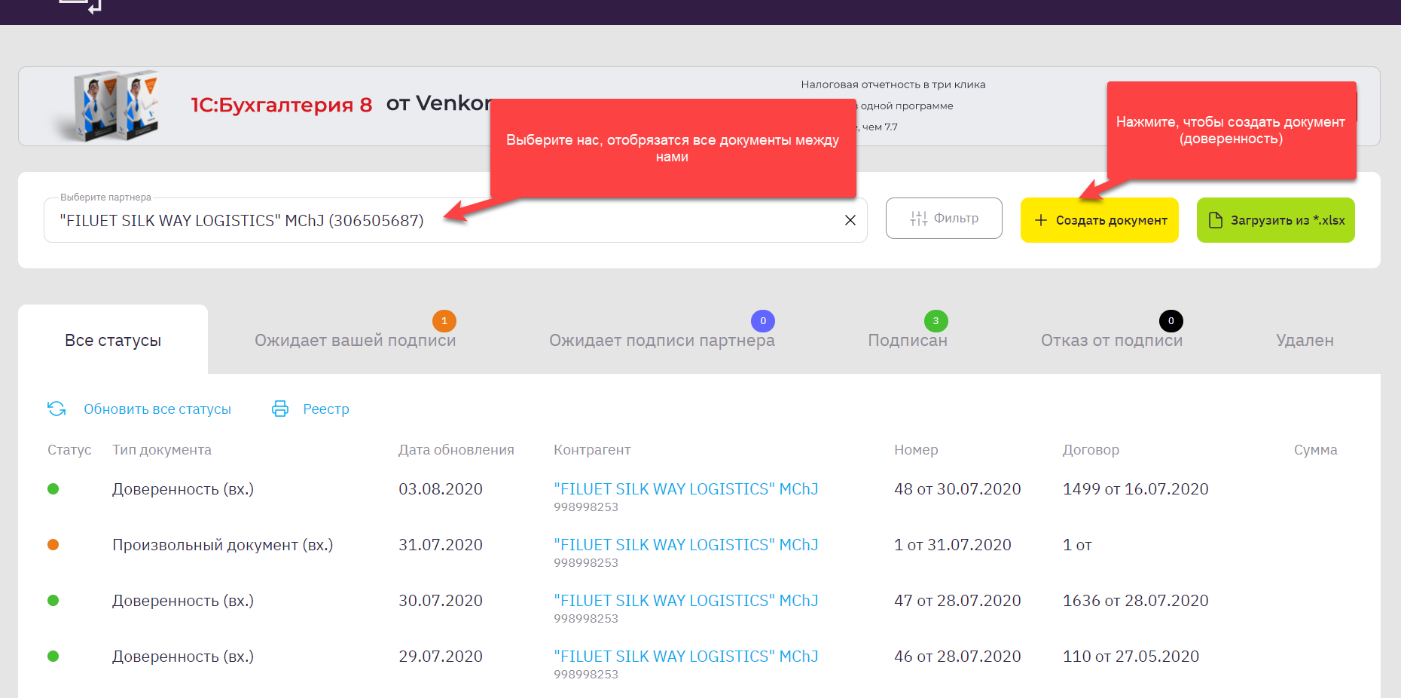 1С:Бухгалтерия 8 от Venkon
Налоговая отчетность в три клика
одной программе
чем 7.7
Выберите нас, отобрязатся все документы между
нами
Нажмите, чтобы создать документ
(доверенность)
Выберите партнера
"FILUET SILK WAY LOGISTICS" MChJ (306505687)
Фильтр
Создать документ
Загрузить из *.xlsx
Все статусы
Ожидает вашей подписи 1
Ожидает подписи партнера 0
Подписан 3
Отказ от подписи 0
Удален
Обновить все статусы
Реестр
Статус Тип документа Дата обновления Контрагент Номер Договор Сумма
Доверенность (вх.) 03.08.2020 "FILUET SILK WAY LOGISTICS" MChJ 48 от 30.07.2020 1499 от 16.07.2020
998998253
Произвольный документ (вх.) 31.07.2020 "FILUET SILK WAY LOGISTICS" MChJ 1 от 31.07.2020 1 от
998998253
Доверенность (вх.) 30.07.2020 "FILUET SILK WAY LOGISTICS" MChJ 47 от 28.07.2020 1636 от 28.07.2020
998998253
Доверенность (вх.) 29.07.2020 "FILUET SILK WAY LOGISTICS" MChJ 46 от 28.07.2020 110 от 27.05.2020
998998253